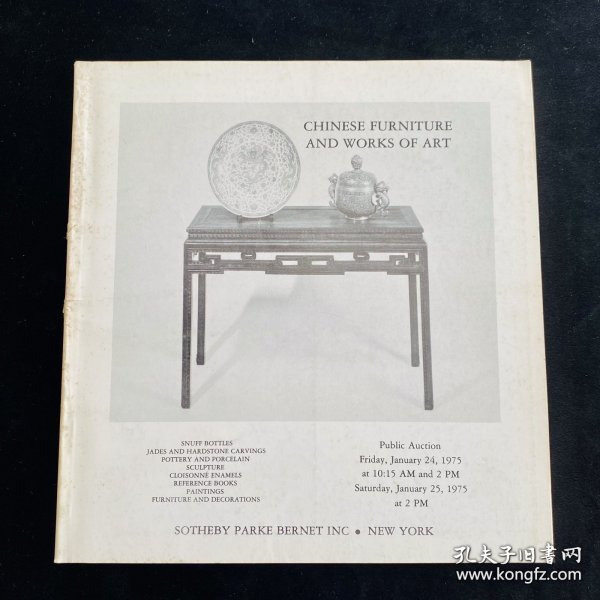 CHINESE FURNITURE
AND WORKS OF ART
SNUFF BOTTLES
JADES AND HARDSTONE CARVINGS
POTTERY AND PORCELAIN
SCULPTURE
CLOISONNÉ ENAMELS
REFERENCE BOOKS
PAINTINGS
FURNITURE AND DECORATIONS
Public Auction
Friday, January 24, 1975
at 10:15 AM and 2 PM
Saturday, January 25, 1975
at 2 PM
SOTHEBY PARKE BERNET INC • NEW YORK
孔夫子旧书网
www.kongfz.com